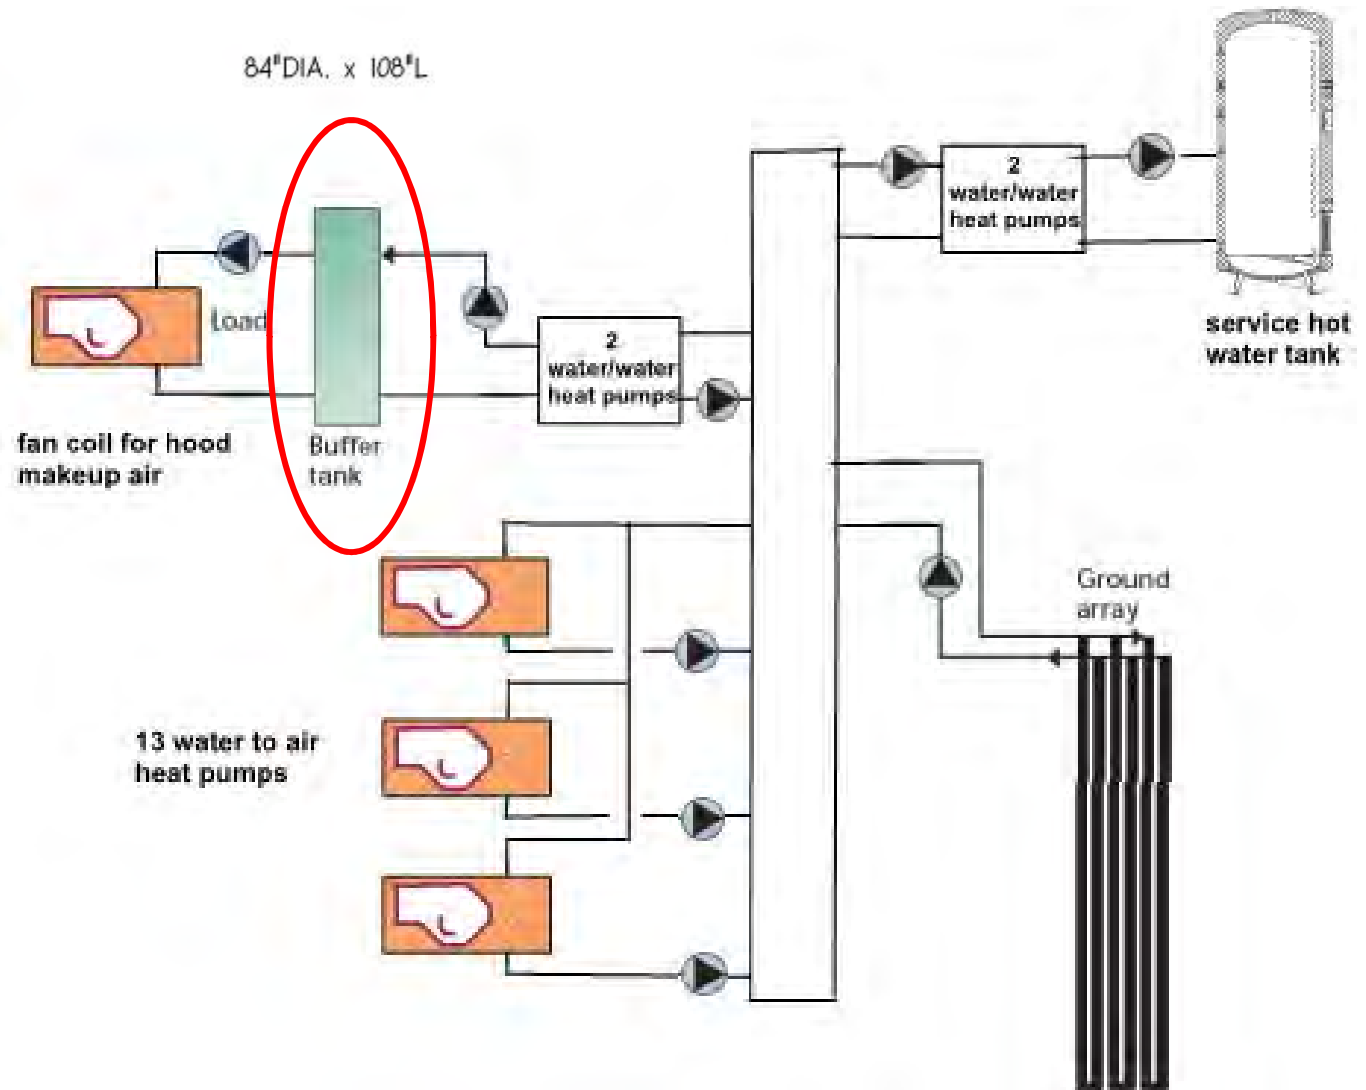 84"DIA. x 108"L
2
water/water
heat pumps
service hot
water tank
Load
2
water/water
heat pumps
fan coil for hood
makeup air
Buffer
tank
Ground
array
13 water to air
heat pumps